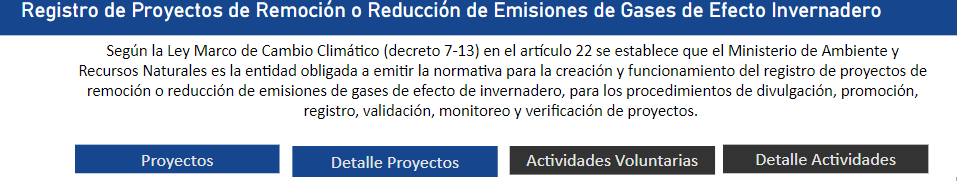 Registro de Proyectos de Remoción o Reducción de Emisiones de Gases de Efecto Invernadero
Según la Ley Marco de Cambio Climático (decreto 7-13) en el artículo 22 se establece que el Ministerio de Ambiente y
Recursos Naturales es la entidad obligada a emitir la normativa para la creación y funcionamiento del registro de proyectos de
remoción o reducción de emisiones de gases de efecto de invernadero, para los procedimientos de divulgación, promoción,
registro, validación, monitoreo y verificación de proyectos.
Proyectos Detalle Proyectos Actividades Voluntarias Detalle Actividades